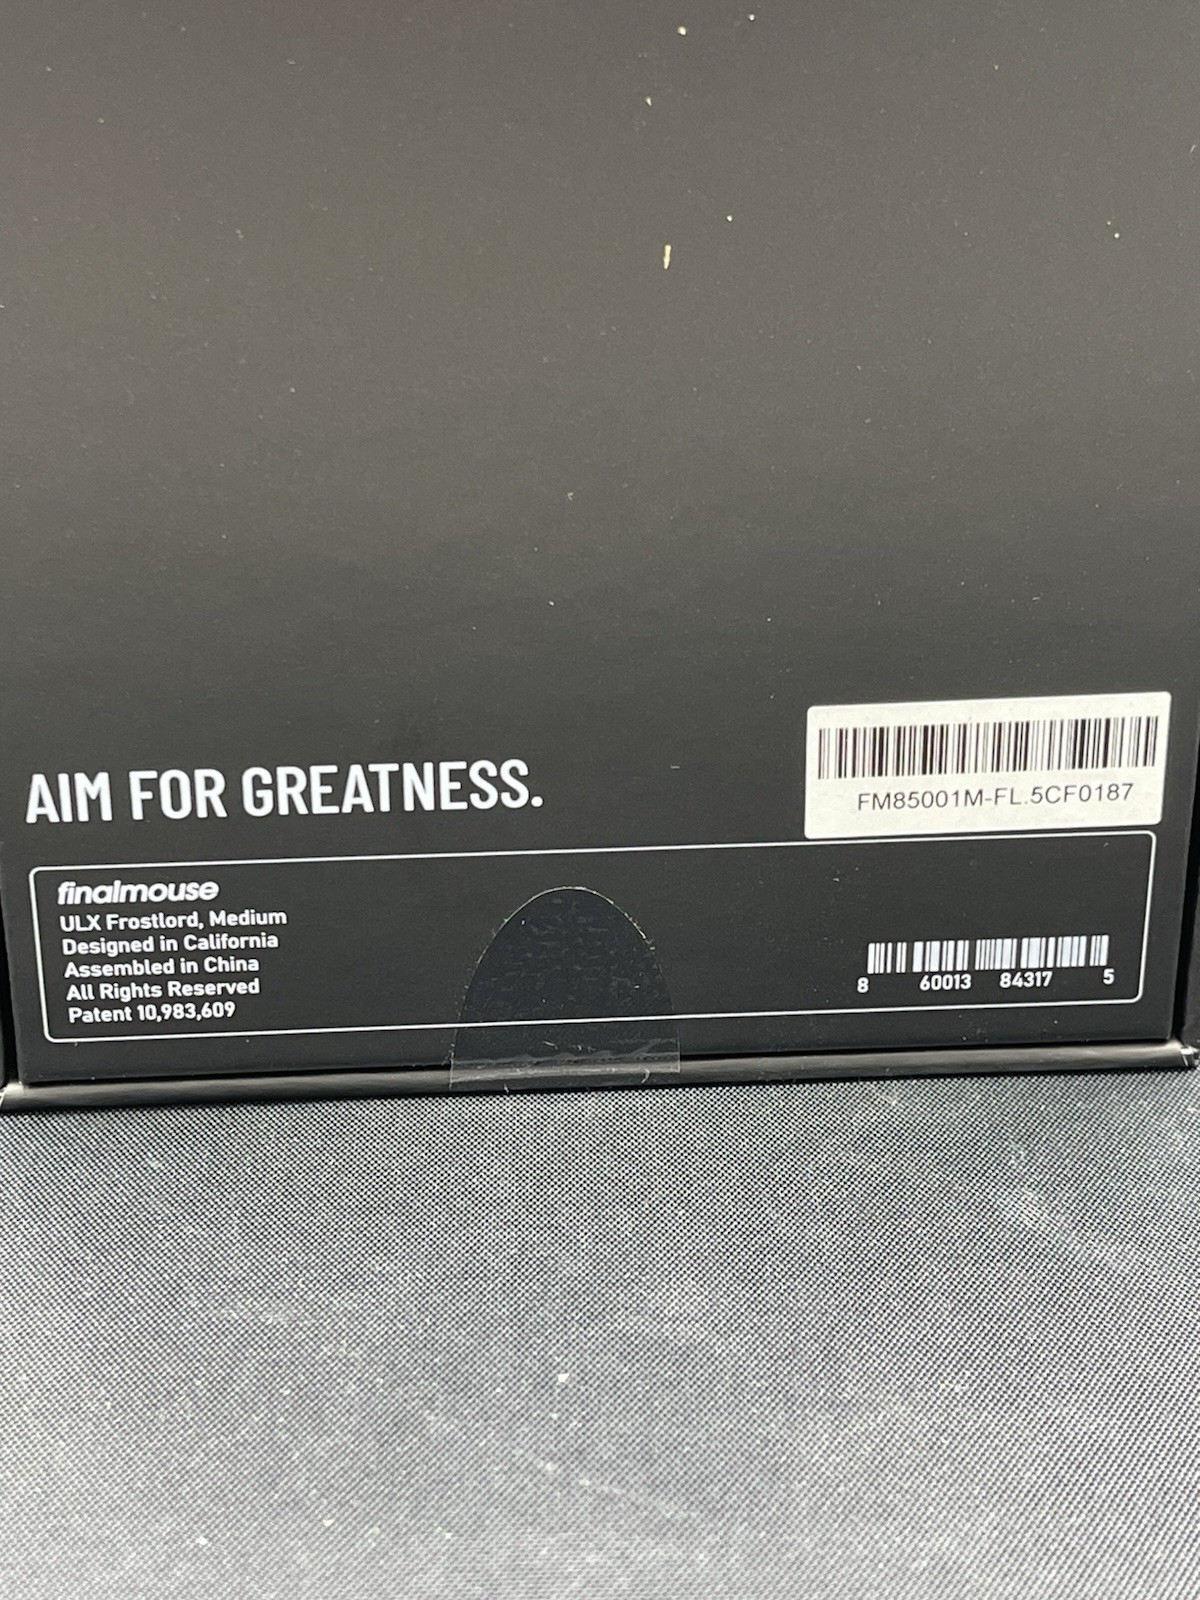 AIM FOR GREATNESS.
FM85001M-FL.5CF0187
finalmouse
ULX Frostlord, Medium
Designed in California
Assembled in China
All Rights Reserved
Patent 10,983,609
8 60013 84317 5